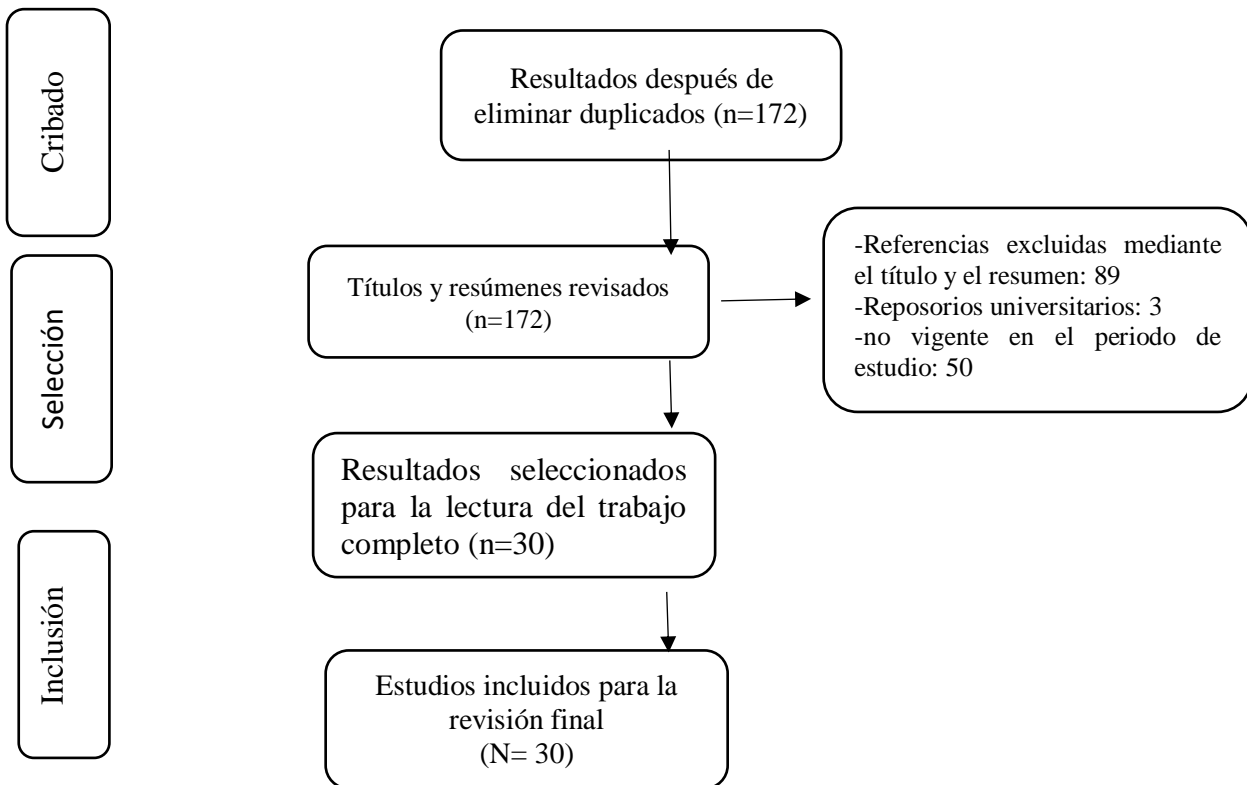 Cribado
Resultados después de
eliminar duplicados (n=172)
Selección
Títulos y resúmenes revisados
(n=172)
-Referencias excluidas mediante
el título y el resumen: 89
-Reposorios universitarios: 3
-no vigente en el periodo de
estudio: 50
Resultados seleccionados
para la lectura del trabajo
completo (n=30)
Inclusión
Estudios incluidos para la
revisión final
(N= 30)